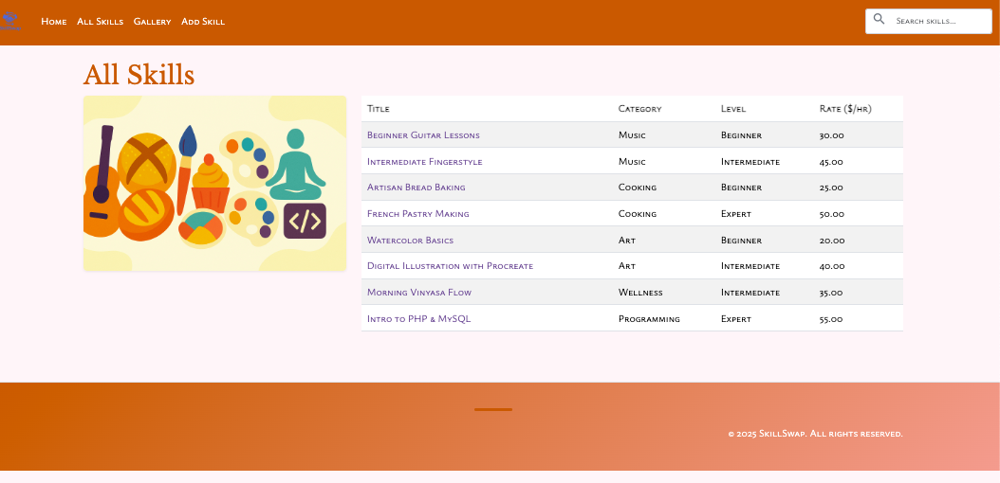 Home All Skills Gallery Add Skill Search skills...
All Skills
</>
Title Category Level Rate ($/hr)
Beginner Guitar Lessons Music Beginner 30.00
Intermediate Fingerstyle Music Intermediate 45.00
Artisan Bread Baking Cooking Beginner 25.00
French Pastry Making Cooking Expert 50.00
Watercolor Basics Art Beginner 20.00
Digital Illustration with Procreate Art Intermediate 40.00
Morning Vinyasa Flow Wellness Intermediate 35.00
Intro to PHP & MySQL Programming Expert 55.00
© 2025 SkillSwap. All rights reserved.